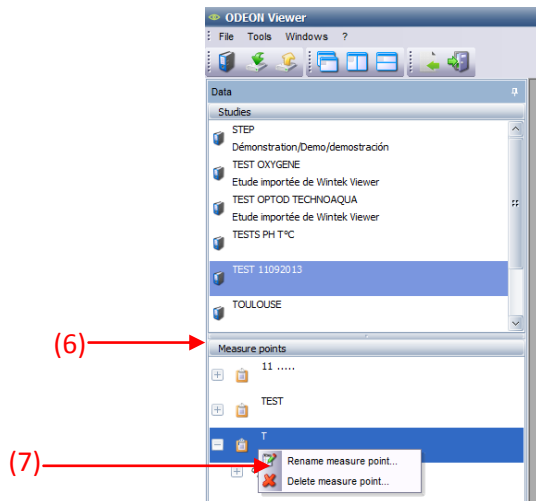 ODEON Viewer
File Tools Windows ?
Data
Studies
STEP
Démonstration/Demo/demostración
TEST OXYGENE
Etude importée de Wintek Viewer
TEST OPTOD TECHNOAQUA
Etude importée de Wintek Viewer
TESTS PH T°C
TEST 11092013
TOULOUSE
(6)
Measure points
11 .....
TEST
T
(7)
Rename measure point...
Delete measure point...